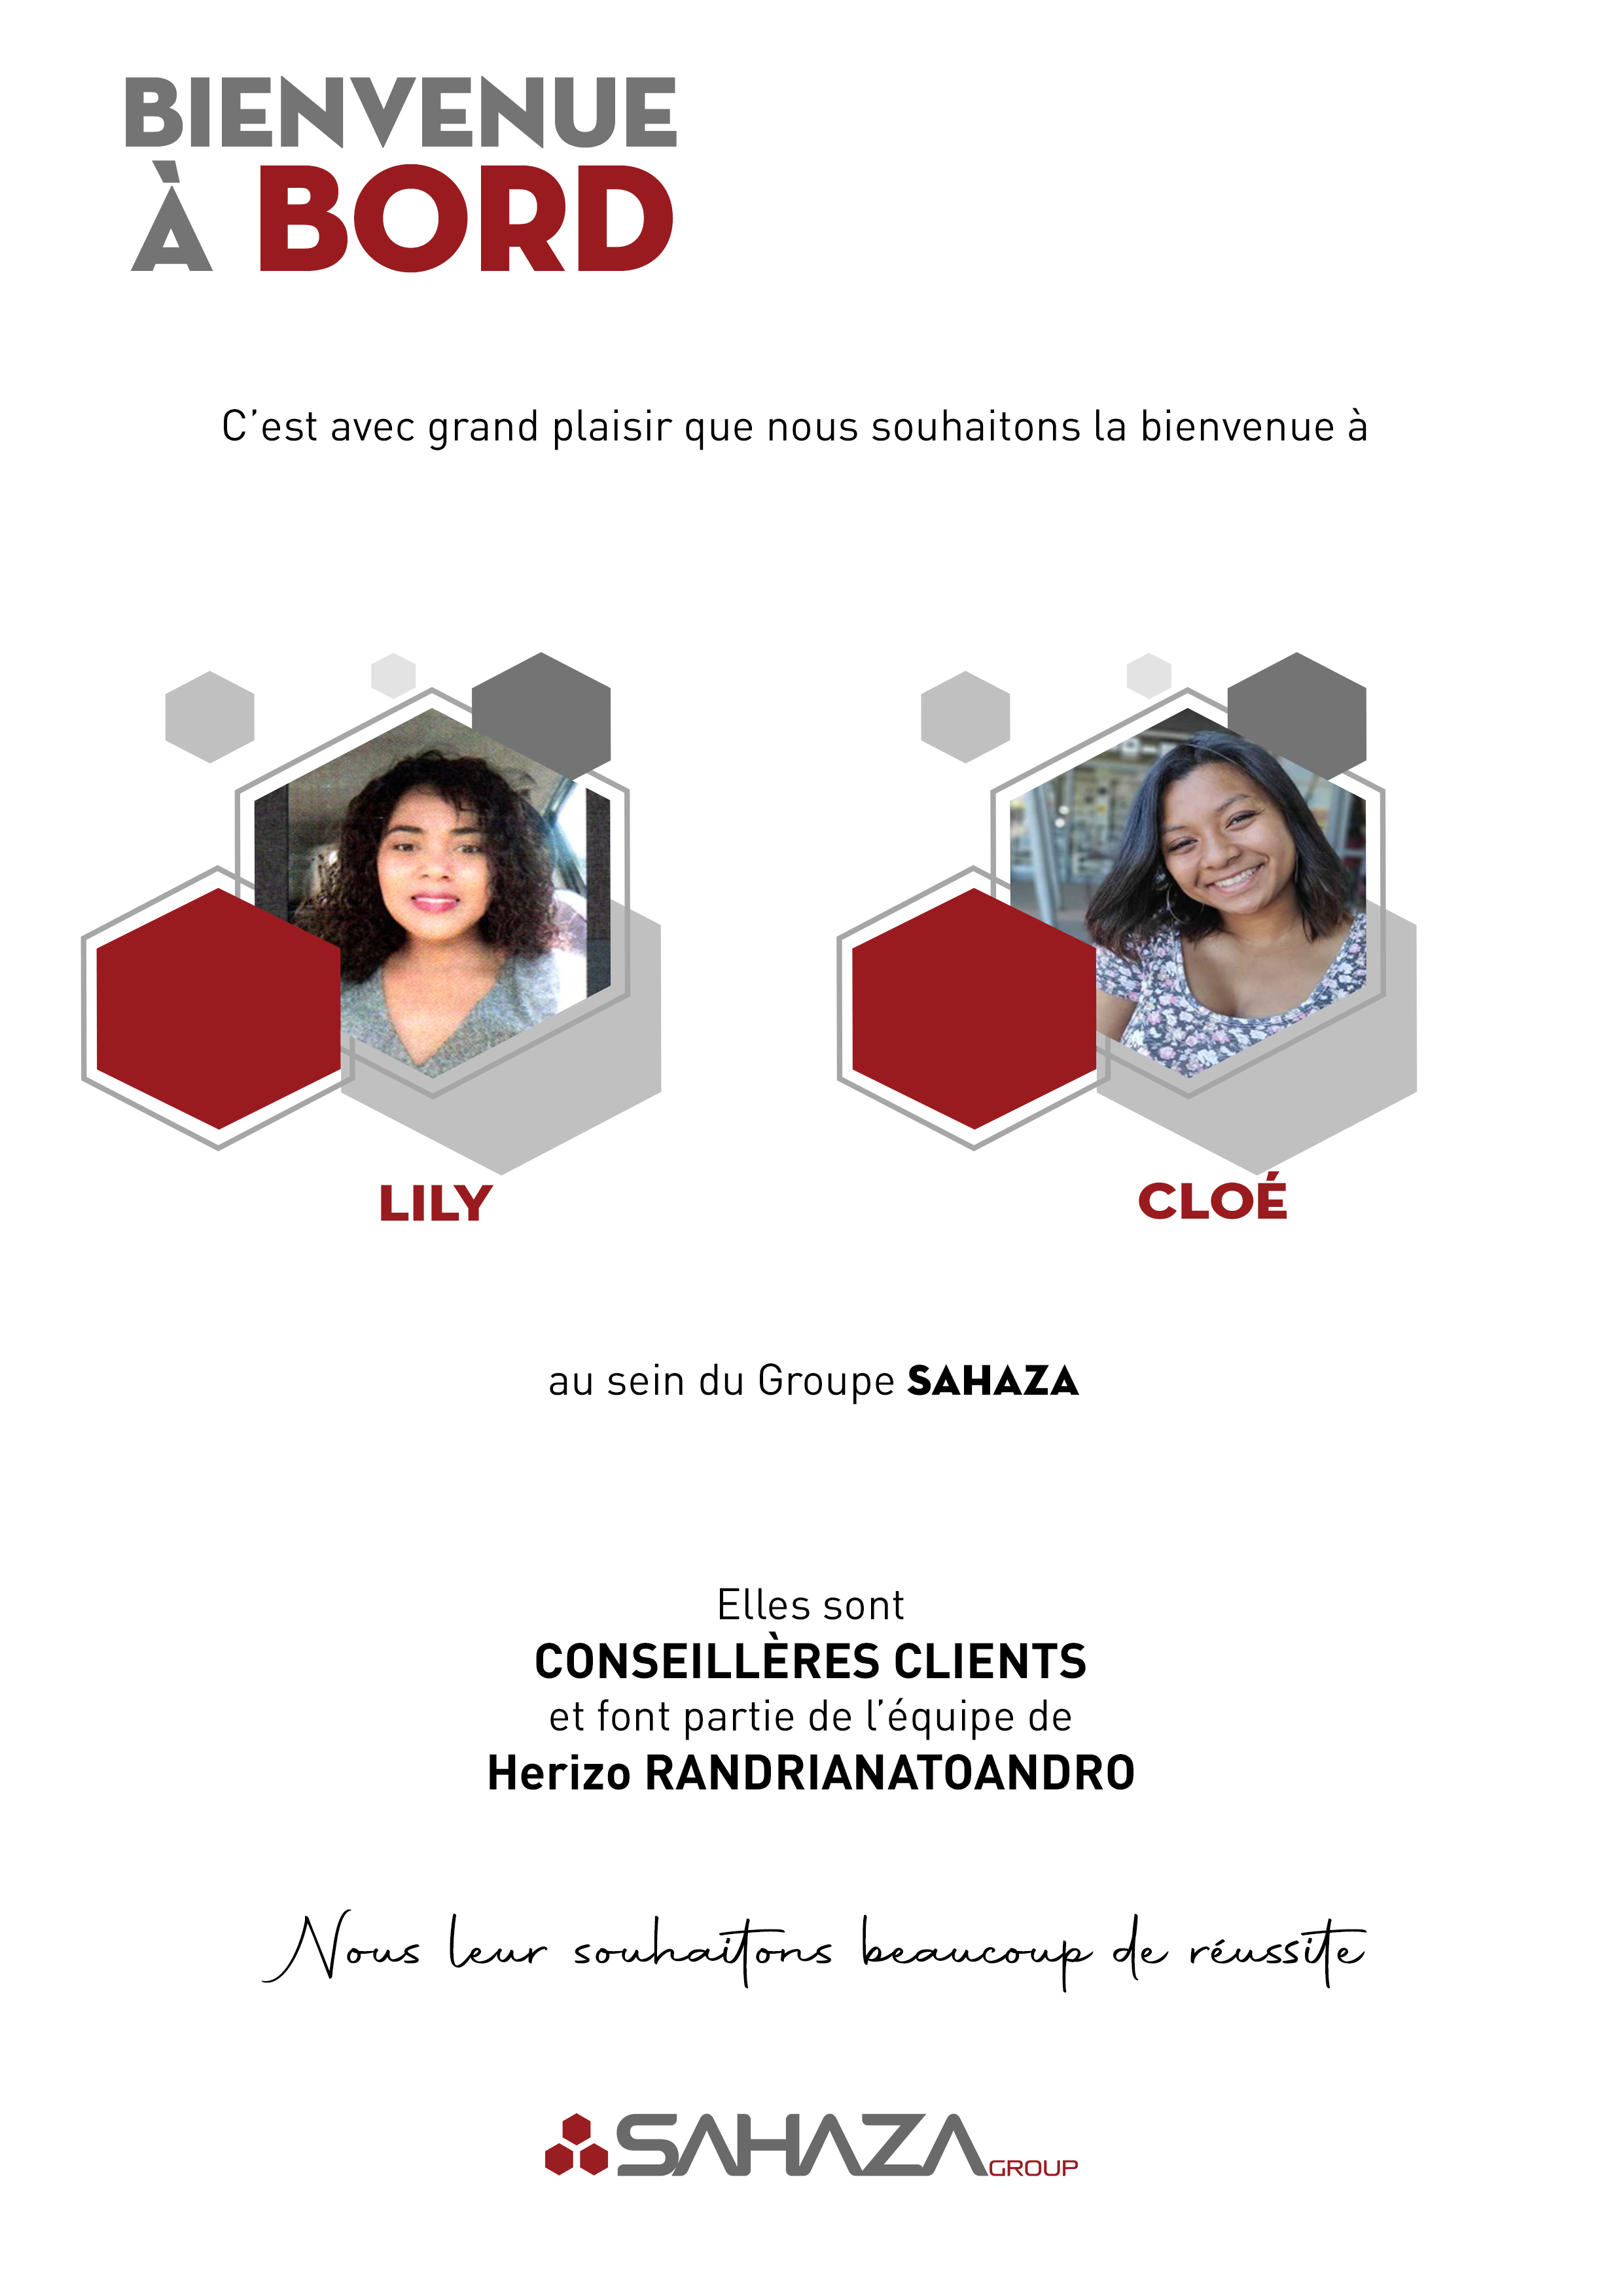 BIENVENUE
À BORD
C’est avec grand plaisir que nous souhaitons la bienvenue à
LILY
CLOÉ
au sein du Groupe SAHAZA
Elles sont
CONSEILLÈRES CLIENTS
et font partie de l’équipe de
Herizo RANDRIANATOANDRO
Nous leur souhaitons beaucoup de réussite
SAHAZA GROUP